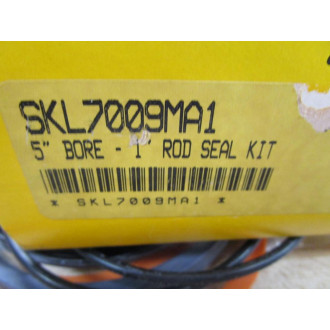 SKL7009MA1
5" BORE - 1" ROD SEAL KIT
* SKL7009MA1 *